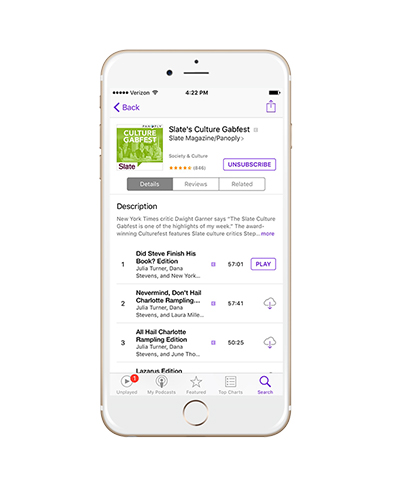 Verizon 4:22 PM
Back
PANOPLY
CULTURE
GABFEST
Slate
Slate's Culture Gabfest
Slate Magazine/Panoply
Society & Culture
(846)
UNSUBSCRIBE
Details Reviews Related
Description
New York Times critic Dwight Garner says "The Slate Culture
Gabfest is one of the highlights of my week." The award-
winning Culturefest features Slate culture critics Step... more
1 Did Steve Finish His
Book? Edition
Julia Turner, Dana
Stevens, and New York...
57:01 PLAY
2 Nevermind, Don't Hail
Charlotte Rampling...
Julia Turner, Dana
Stevens, and Laura Mille...
57:41
3 All Hail Charlotte
Rampling Edition
Julia Turner, Dana
Stevens, and June Tho...
50:25
Lazarus Edition
1
Unplayed My Podcasts Featured Top Charts Search